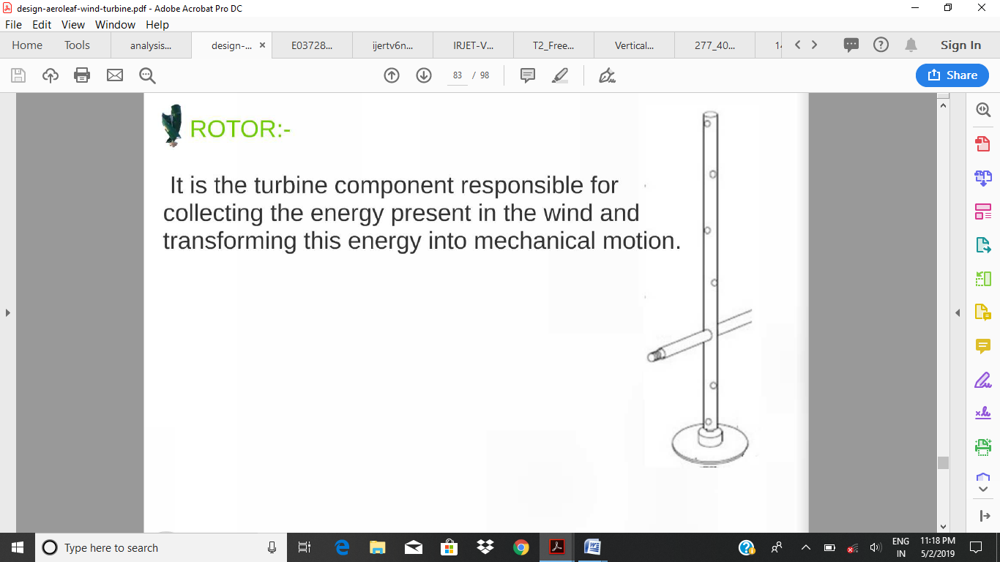 design-aeroleaf-wind-turbine.pdf - Adobe Acrobat Pro DC
File Edit View Window Help
Home Tools analysis... design-... E03728... ijertv6n... IRJET-V... T2_Free... Vertical... 277_40... Sign In
83 / 98 Share
ROTOR:-
It is the turbine component responsible for
collecting the energy present in the wind and
transforming this energy into mechanical motion.
Type here to search
ENG 11:18 PM
IN 5/2/2019